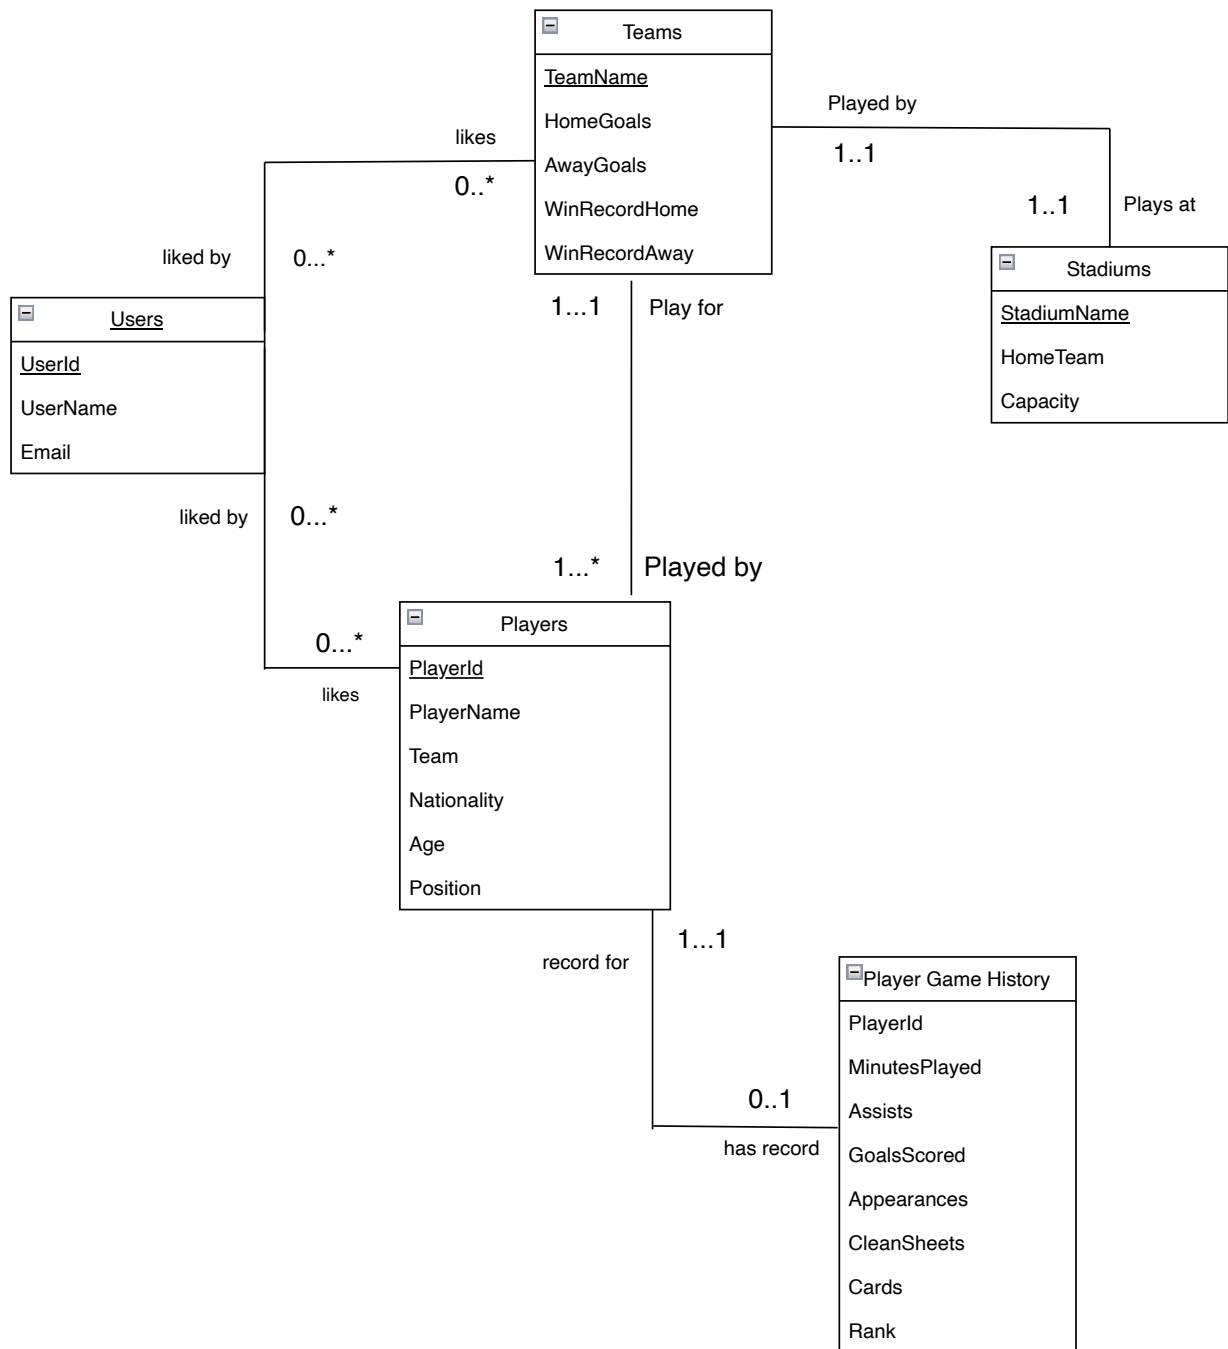 Teams
TeamName
HomeGoals
AwayGoals
WinRecordHome
WinRecordAway
Played by
1..1
1..1
Plays at
Stadiums
StadiumName
HomeTeam
Capacity
likes
0..*
liked by
0...*
Users
UserId
UserName
Email
liked by
0...*
1...1
Play for
1...*
Played by
0...*
likes
Players
PlayerId
PlayerName
Team
Nationality
Age
Position
1...1
record for
0..1
has record
Player Game History
PlayerId
MinutesPlayed
Assists
GoalsScored
Appearances
CleanSheets
Cards
Rank